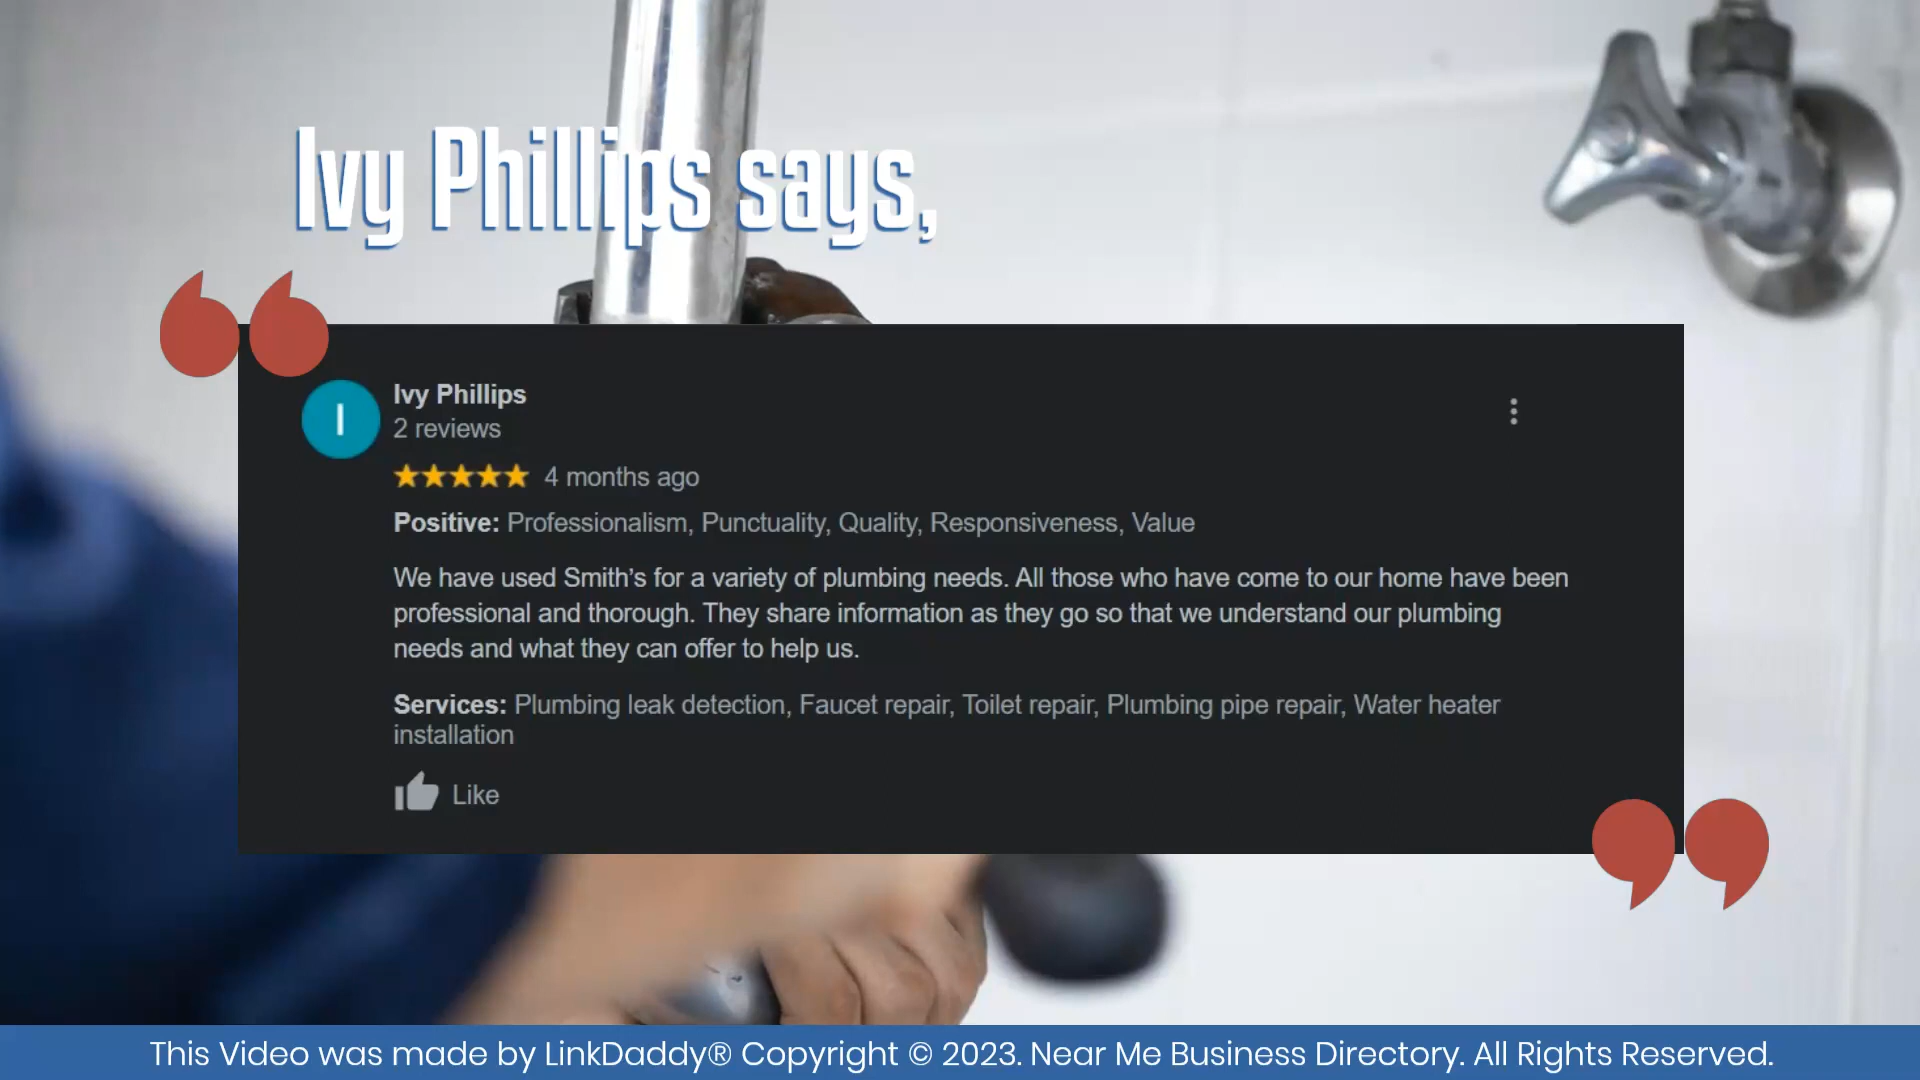 Ivy Phillips says,
I
Ivy Phillips
2 reviews
4 months ago
Positive: Professionalism, Punctuality, Quality, Responsiveness, Value
We have used Smith's for a variety of plumbing needs. All those who have come to our home have been
professional and thorough. They share information as they go so that we understand our plumbing
needs and what they can offer to help us.
Services: Plumbing leak detection, Faucet repair, Toilet repair, Plumbing pipe repair, Water heater
installation
Like
This Video was made by LinkDaddy® Copyright © 2023. Near Me Business Directory. All Rights Reserved.